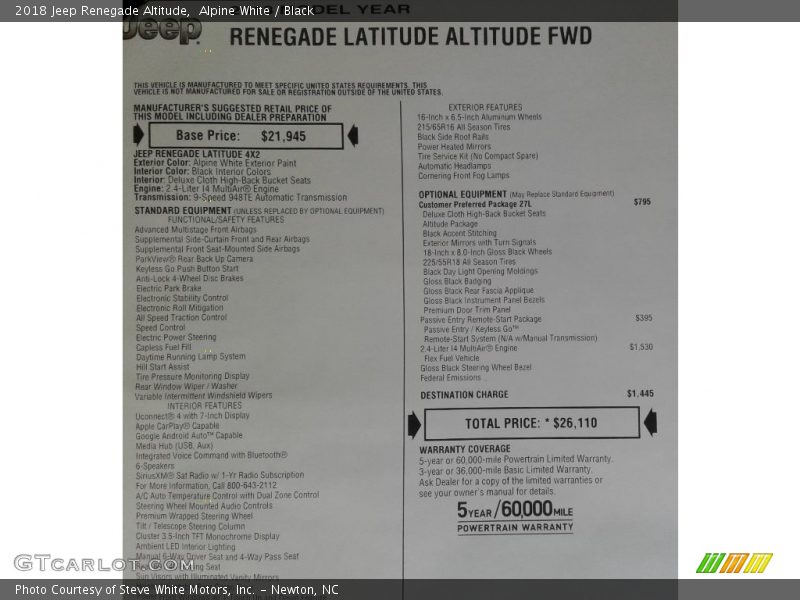 2018 Jeep Renegade Altitude, Alpine White / Black
MODEL YEAR
Jeep
RENEGADE LATITUDE ALTITUDE FWD
THIS VEHICLE IS MANUFACTURED TO MEET SPECIFIC UNITED STATES REQUIREMENTS. THIS
VEHICLE IS NOT MANUFACTURED FOR SALE OR REGISTRATION OUTSIDE OF THE UNITED STATES.
MANUFACTURER'S SUGGESTED RETAIL PRICE OF
THIS MODEL INCLUDING DEALER PREPARATION
Base Price: $21,945
JEEP RENEGADE LATITUDE 4X2
Exterior Color: Alpine White Exterior Paint
Interior Color: Black Interior Colors
Interior: Deluxe Cloth High-Back Bucket Seats
Engine: 2.4-Liter I4 MultiAir® Engine
Transmission: 9-Speed 948TE Automatic Transmission
STANDARD EQUIPMENT (UNLESS REPLACED BY OPTIONAL EQUIPMENT)
FUNCTIONAL/SAFETY FEATURES
Advanced Multistage Front Airbags
Supplemental Side-Curtain Front and Rear Airbags
Supplemental Front Seat-Mounted Side Airbags
ParkView® Rear Back Up Camera
Keyless Go Push Button Start
Anti-Lock 4-Wheel Disc Brakes
Electric Park Brake
Electronic Stability Control
Electronic Roll Mitigation
All Speed Traction Control
Speed Control
Electric Power Steering
Capless Fuel Fill
Daytime Running Lamp System
Hill Start Assist
Tire Pressure Monitoring Display
Rear Window Wiper / Washer
Variable Intermittent Windshield Wipers
INTERIOR FEATURES
Uconnect® 4 with 7-Inch Display
Apple CarPlay® Capable
Google Android Auto™ Capable
Media Hub (USB, Aux)
Integrated Voice Command with Bluetooth®
6-Speakers
SiriusXM® Sat Radio w/ 1-Yr Radio Subscription
For More Information, Call 800-643-2112
A/C Auto Temperature Control with Dual Zone Control
Steering Wheel Mounted Audio Controls
Premium Wrapped Steering Wheel
Tilt / Telescope Steering Column
Cluster 3.5-Inch TFT Monochrome Display
Ambient LED Interior Lighting
Manual 6-Way Driver Seat and 4-Way Pass Seat
Seat
Sun Visors with Illuminated Vanity Mirrors
EXTERIOR FEATURES
16-Inch x 6.5-Inch Aluminum Wheels
215/65R16 All Season Tires
Black Side Roof Rails
Power Heated Mirrors
Tire Service Kit (No Compact Spare)
Automatic Headlamps
Cornering Front Fog Lamps
OPTIONAL EQUIPMENT (May Replace Standard Equipment)
Customer Preferred Package 27L $795
Deluxe Cloth High-Back Bucket Seats
Altitude Package
Black Accent Stitching
Exterior Mirrors with Turn Signals
18-Inch x 8.0-Inch Gloss Black Wheels
225/55R18 All Season Tires
Black Day Light Opening Moldings
Gloss Black Badging
Gloss Black Rear Fascia Applique
Gloss Black Instrument Panel Bezels
Premium Door Trim Panel
Passive Entry Remote-Start Package $395
Passive Entry / Keyless Go™
Remote-Start System (N/A w/Manual Transmission)
2.4-Liter I4 MultiAir® Engine $1,530
Flex Fuel Vehicle
Gloss Black Steering Wheel Bezel
Federal Emissions
DESTINATION CHARGE $1,445
TOTAL PRICE: * $26,110
WARRANTY COVERAGE
5-year or 60,000-mile Powertrain Limited Warranty.
3-year or 36,000-mile Basic Limited Warranty.
Ask Dealer for a copy of the limited warranties or
see your owner's manual for details.
5 YEAR / 60,000 MILE
POWERTRAIN WARRANTY
GTCarLot.com
Photo Courtesy of Steve White Motors, Inc. – Newton, NC